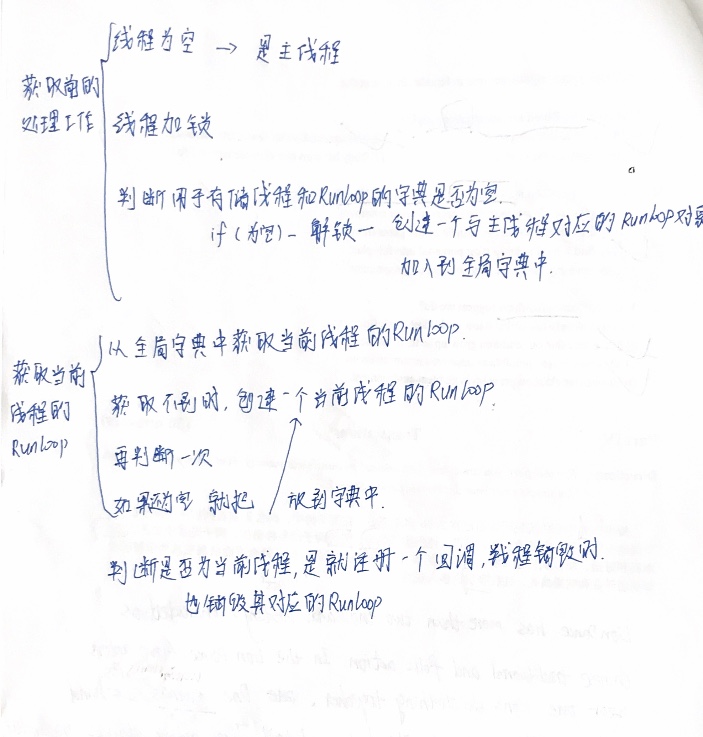 线程为空 → 是主线程
获取前的
处理工作
线程加锁
判断用于存储线程和Runloop的字典是否为空.
if(为空)- 解锁一 创建一个与主线程对应的Runloop对
加入到全局字典中.
从全局字典中获取当前线程的Runloop.
获取当前
线程的
Runloop
获取不到时, 创建一个当前线程的Runloop.
再判断一次
如果还为空 就把 放到字典中.
判断是否为当前线程,是就注册一个回调,线程销毁时.
也销毁其对应的Runloop